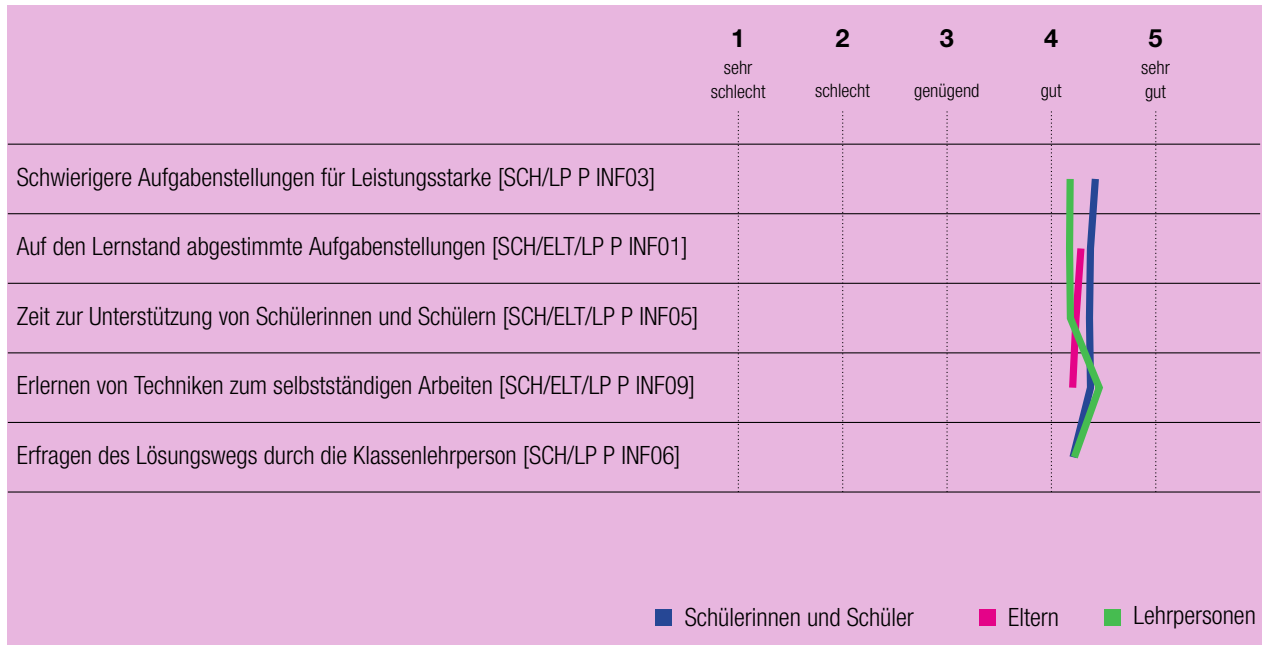 1 2 3 4 5
sehr schlecht schlecht genügend gut sehr gut
Schwierigere Aufgabenstellungen für Leistungsstarke [SCH/LP P INF03]
Auf den Lernstand abgestimmte Aufgabenstellungen [SCH/ELT/LP P INF01]
Zeit zur Unterstützung von Schülerinnen und Schülern [SCH/ELT/LP P INF05]
Erlernen von Techniken zum selbstständigen Arbeiten [SCH/ELT/LP P INF09]
Erfragen des Lösungswegs durch die Klassenlehrperson [SCH/LP P INF06]
Schülerinnen und Schüler Eltern Lehrpersonen